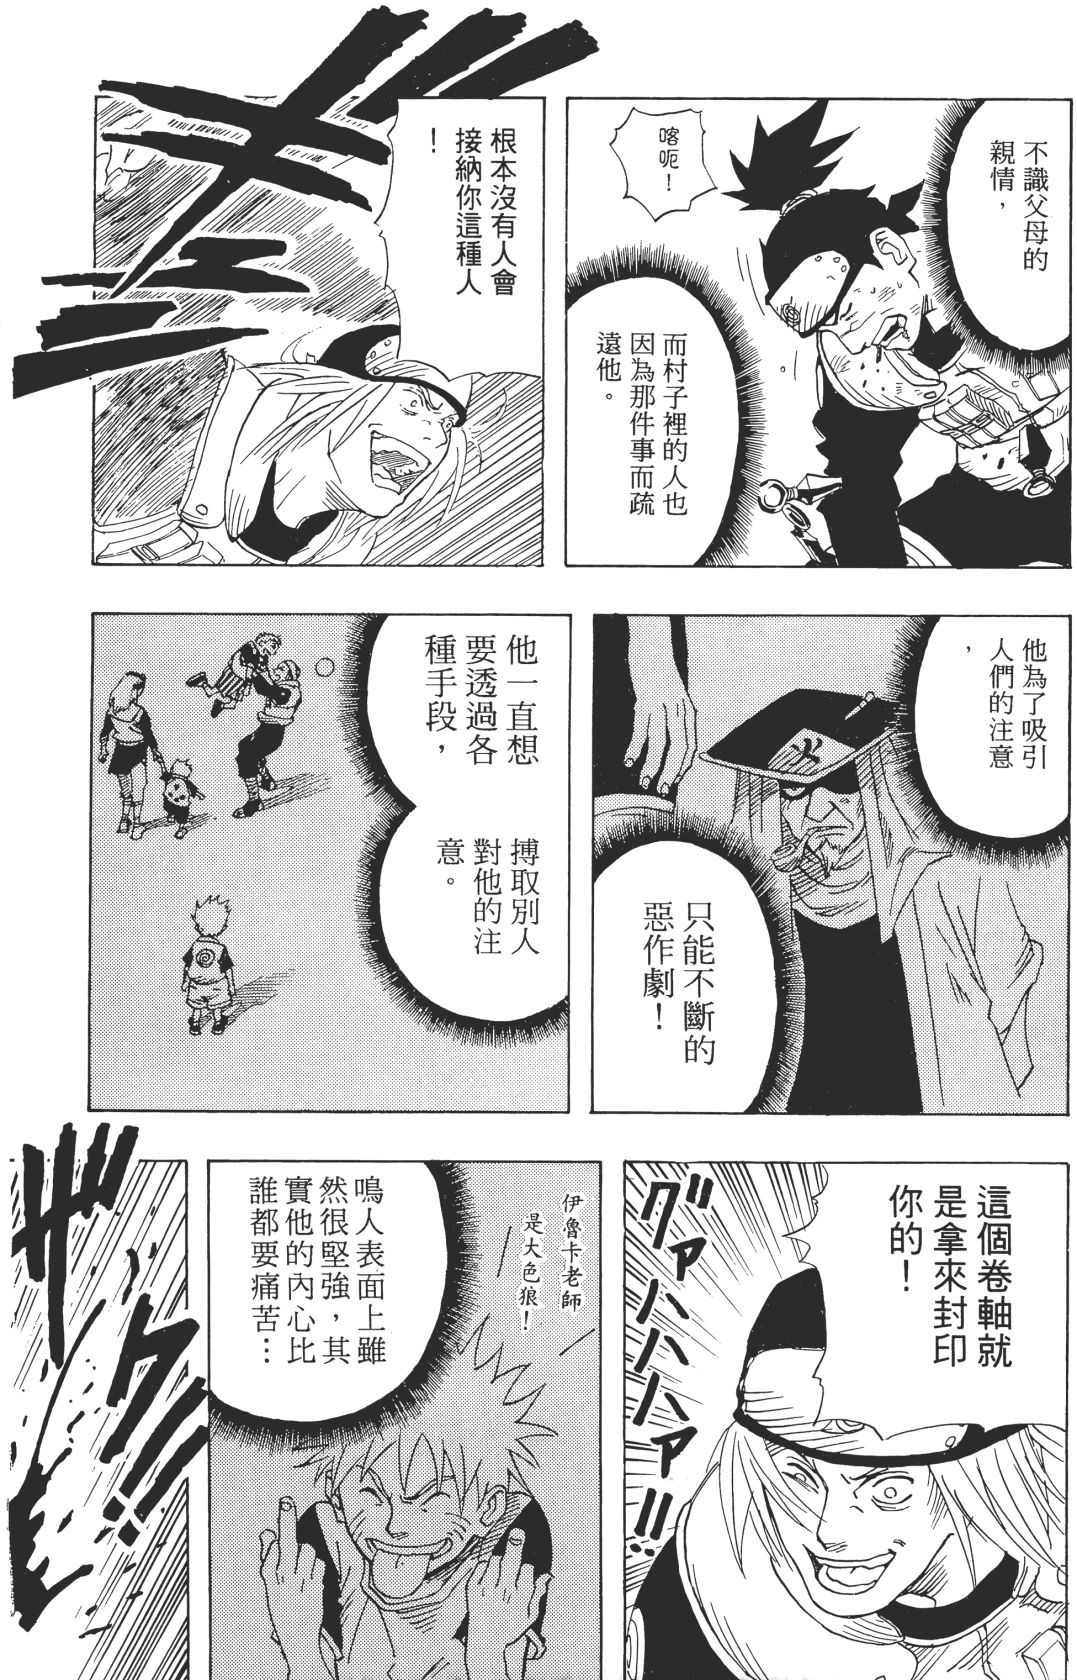 不識父母的
親情，
喀呃！
而村子裡的人也
因為那件事而疏
遠他。
根本沒有人會
接納你這種人
！
他為了吸引
人們的注意
，
火
只能不斷的
惡作劇！
他一直想
要透過各
種手段，
搏取別人
對他的注
意。
這個卷軸就
是拿來封印
你的！
グァハハハァ!!
伊魯卡老師
是大色狼！
鳴人表面上雖
然很堅強，其
實他的內心比
誰都要痛苦…